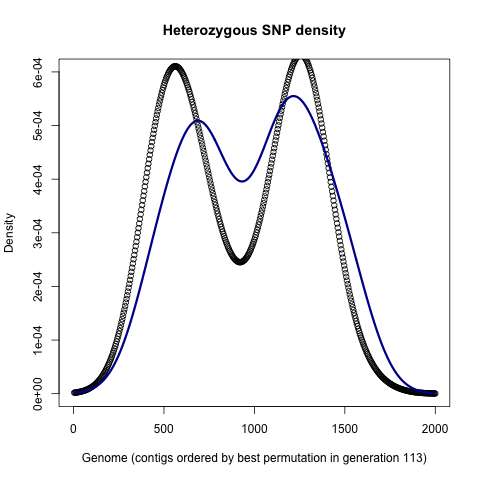 Heterozygous SNP density
Density
6e-04
5e-04
4e-04
3e-04
2e-04
1e-04
0e+00
0 500 1000 1500 2000
Genome (contigs ordered by best permutation in generation 113)